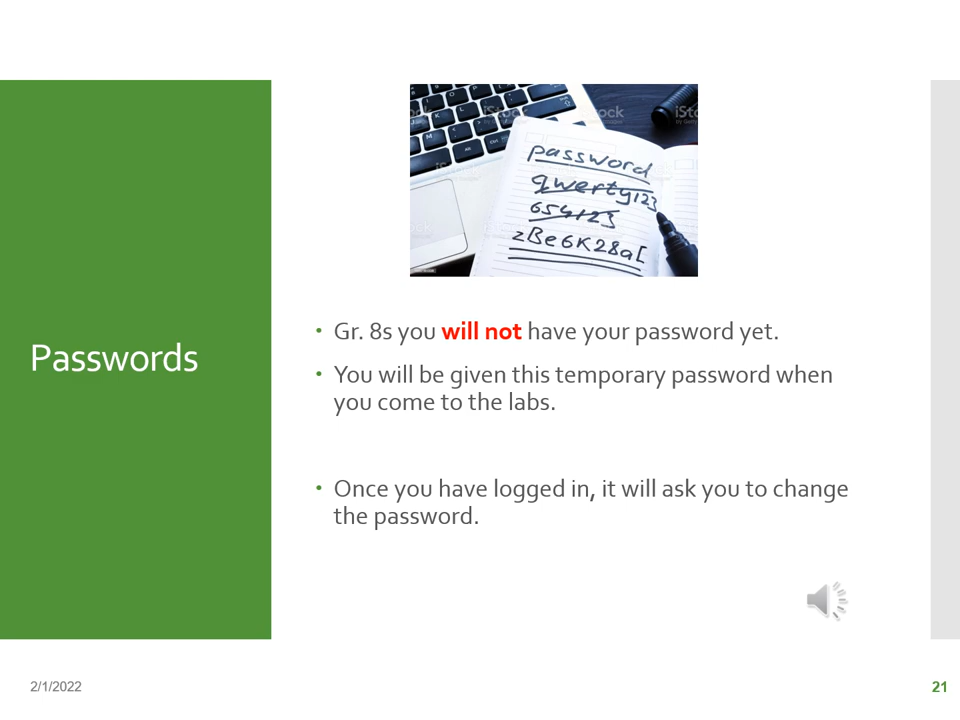 password
qwerty123
654123
zBe6K28a[
iStock
Passwords
• Gr. 8s you will not have your password yet.
• You will be given this temporary password when
you come to the labs.
• Once you have logged in, it will ask you to change
the password.
2/1/2022
21